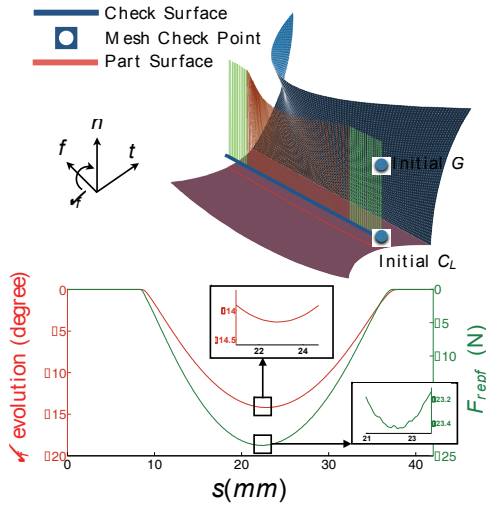 Check Surface
Mesh Check Point
Part Surface
n
f
t
Initial G
Initial C_L
evolution (degree)
0
5
10
15
20
14
14.5
22 24
23.2
23.4
21 23
0
5
10
15
20
25
F_repf (N)
0 10 20 30 40
s(mm)